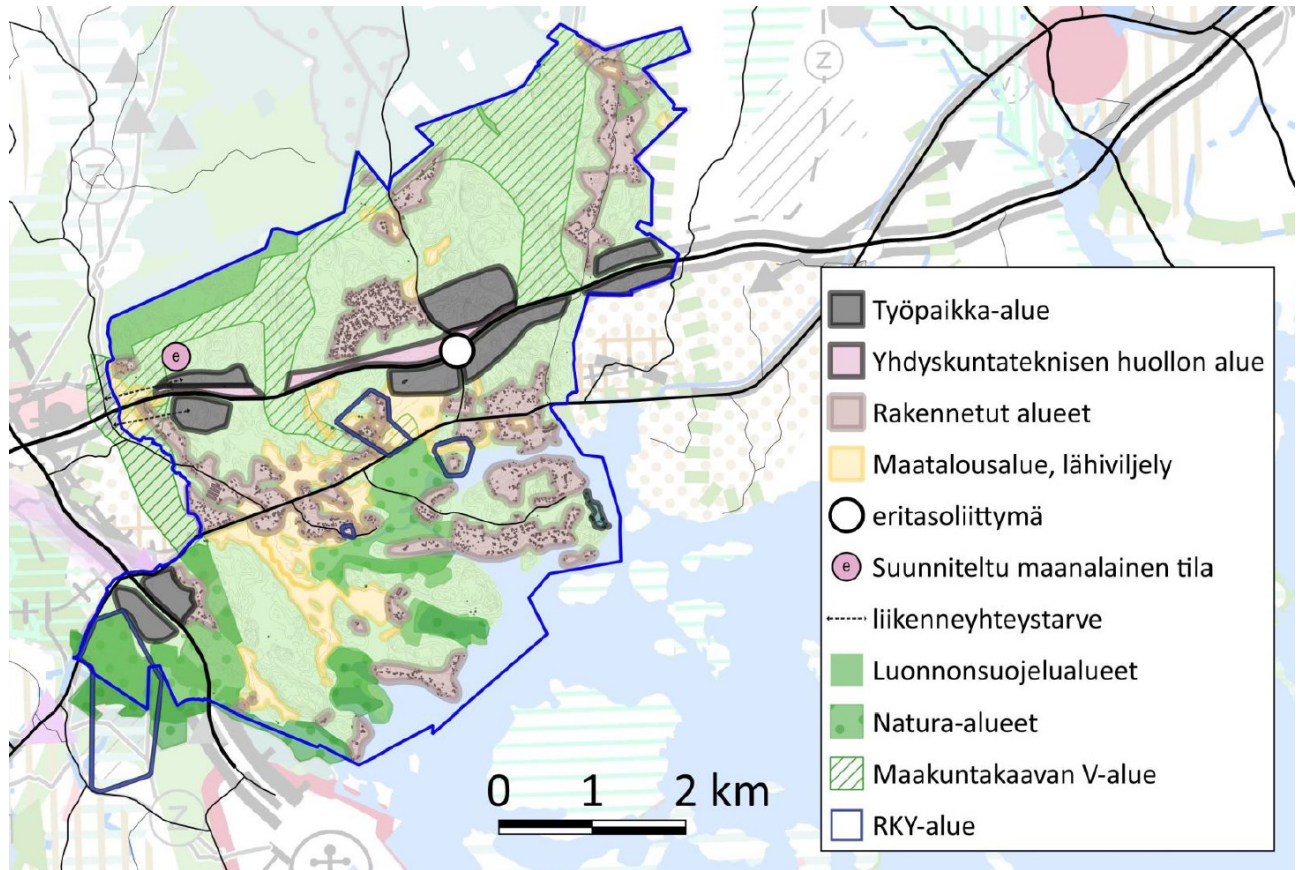 Z
Z
e
Z
0 1 2 km
Työpaikka-alue
Yhdyskuntateknisen huollon alue
Rakennetut alueet
Maatalousalue, lähiviljely
eritasoliittymä
e Suunniteltu maanalainen tila
liikenneyhteystarve
Luonnonsuojelualueet
Natura-alueet
Maakuntakaavan V-alue
RKY-alue